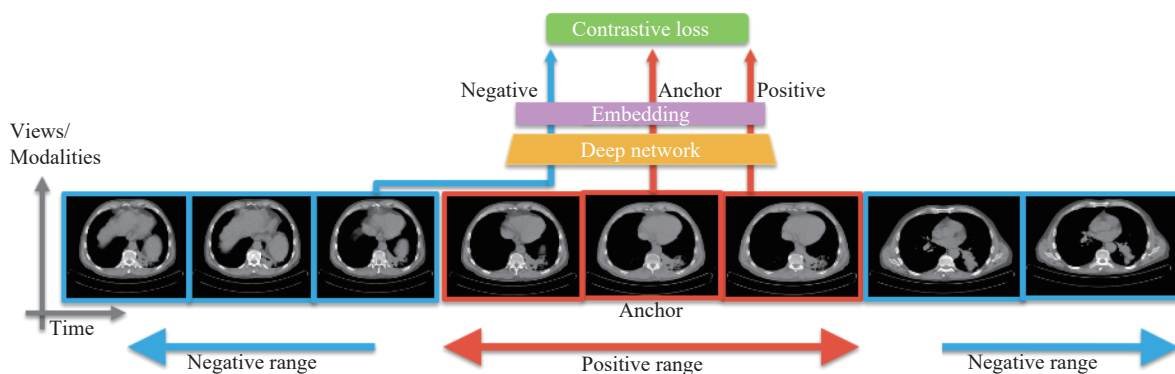 Contrastive loss
Negative
Anchor
Positive
Embedding
Deep network
Views/
Modalities
Time
Anchor
Negative range
Positive range
Negative range